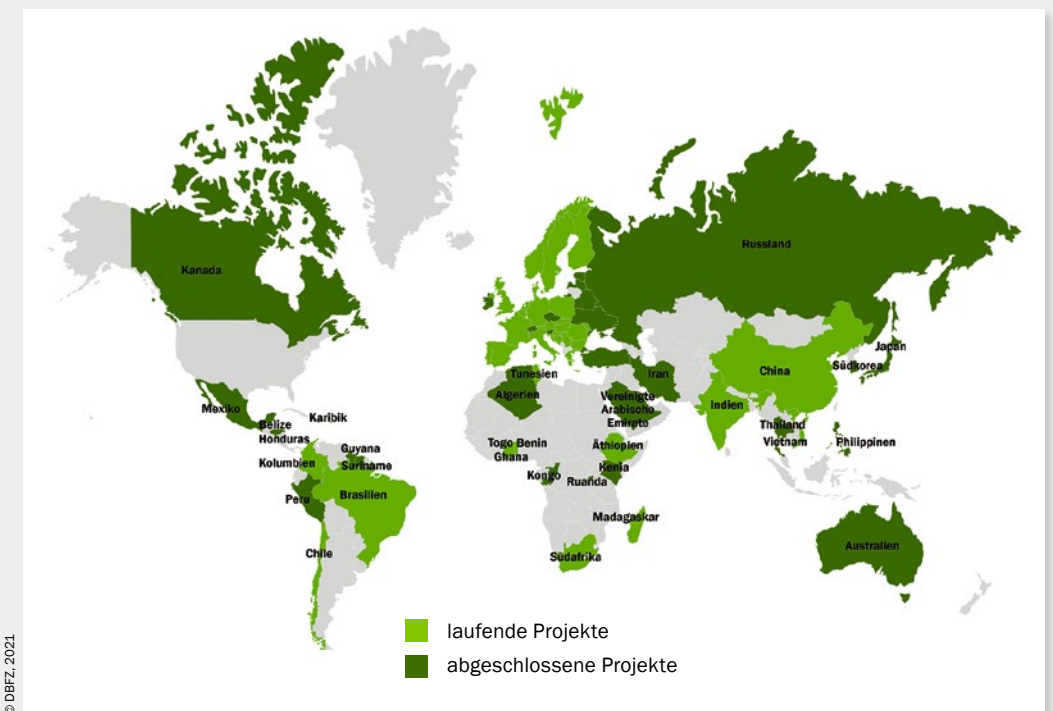 Kanada
Russland
Japan
Südkorea
China
Iran
Tunesien
Algerien
Vereinigte
Arabische
Emirate
Indien
Mexiko
Karibik
Belize
Honduras
Thailand
Vietnam
Philippinen
Guyana
Kolumbien
Suriname
Togo Benin
Ghana
Äthiopien
Kenia
Kongo
Ruanda
Peru
Brasilien
Madagaskar
Chile
Südafrika
Australien
laufende Projekte
abgeschlossene Projekte
© DBFZ, 2021